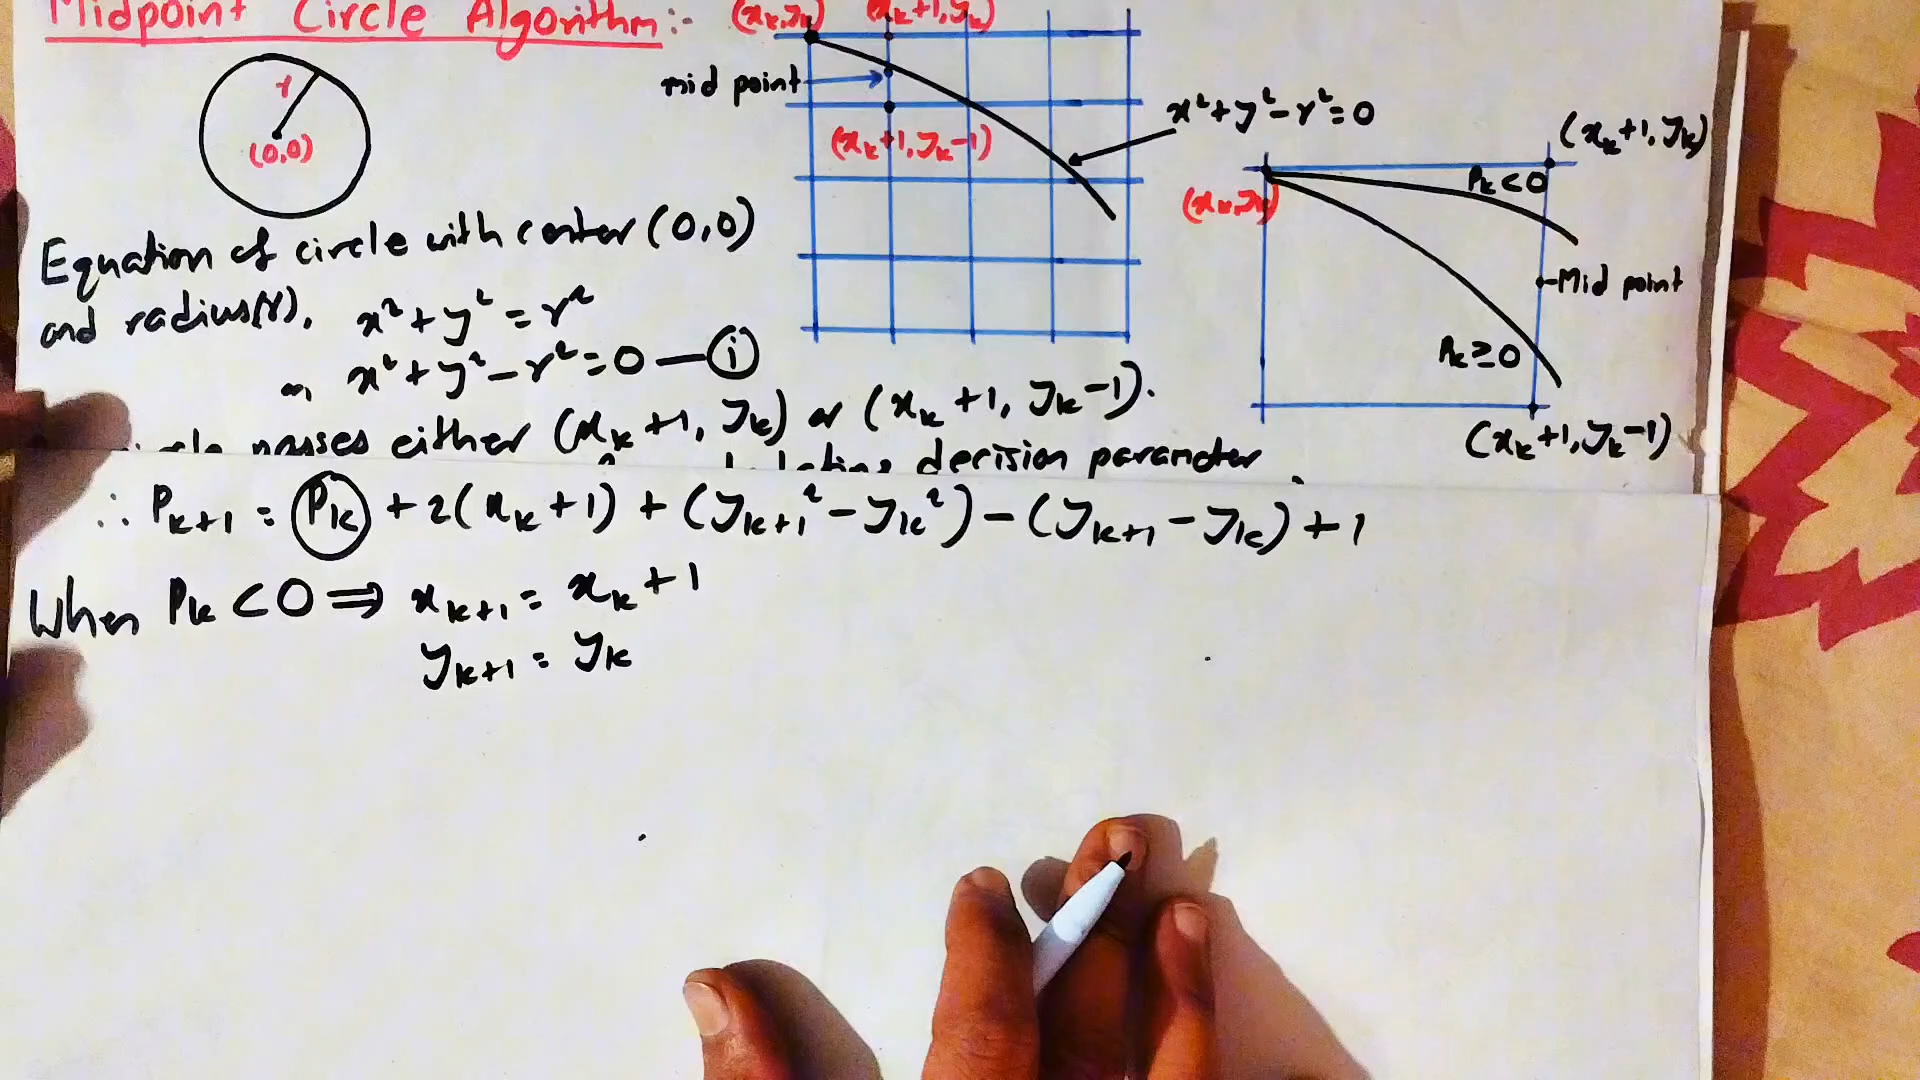 Midpoint Circle Algorithm:-
r
(0,0)
(xk,yk) (xk+1,yk)
mid point
(xk+1,yk-1)
x²+y²-r²=0
(xk+1,yk)
(xk,yk)
Pk<0
Mid point
Pk≥0
(xk+1,yk-1)
Equation of circle with center (0,0)
and radius(r), x²+y²=r²
x²+y²-r²=0 — (i)
passes either (xk+1, yk) or (xk+1, yk-1).
decision parameter
∴ Pk+1 = Pk + 2(xk+1) + (yk+1² - yk²) - (yk+1 - yk) + 1
When Pk<0 ⇒ xk+1 = xk+1
yk+1 = yk